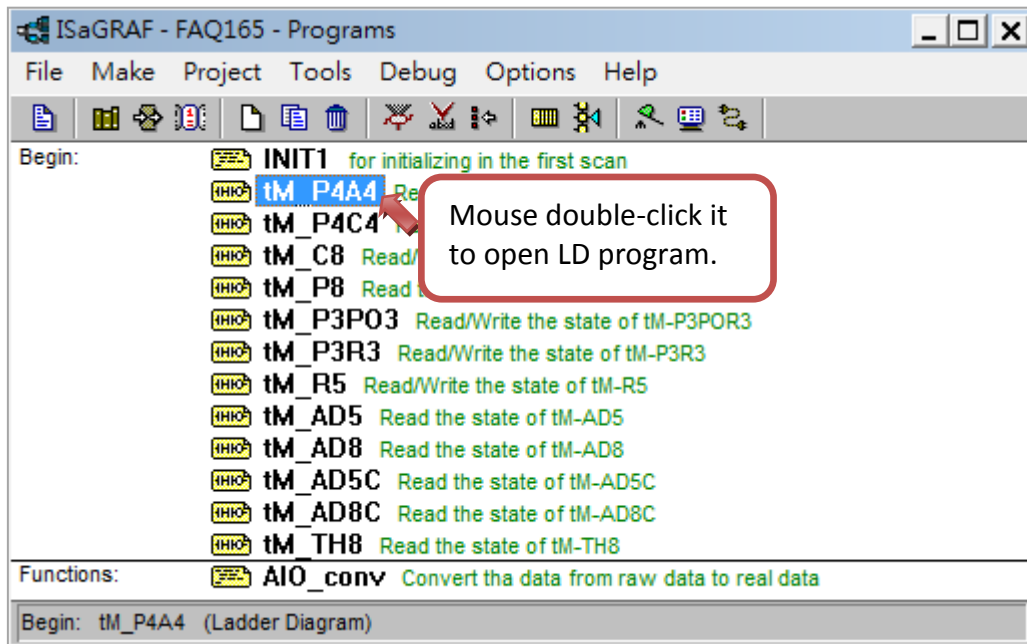 ISaGRAF - FAQ165 - Programs
File Make Project Tools Debug Options Help
Begin: INIT1 for initializing in the first scan
tM_P4A4 Re
Mouse double-click it
to open LD program.
tM_P4C4
tM_C8 Read/
tM_P8 Read
tM_P3PO3 Read/Write the state of tM-P3POR3
tM_P3R3 Read/Write the state of tM-P3R3
tM_R5 Read/Write the state of tM-R5
tM_AD5 Read the state of tM-AD5
tM_AD8 Read the state of tM-AD8
tM_AD5C Read the state of tM-AD5C
tM_AD8C Read the state of tM-AD8C
tM_TH8 Read the state of tM-TH8
Functions: AIO_conv Convert tha data from raw data to real data
Begin: tM_P4A4 (Ladder Diagram)